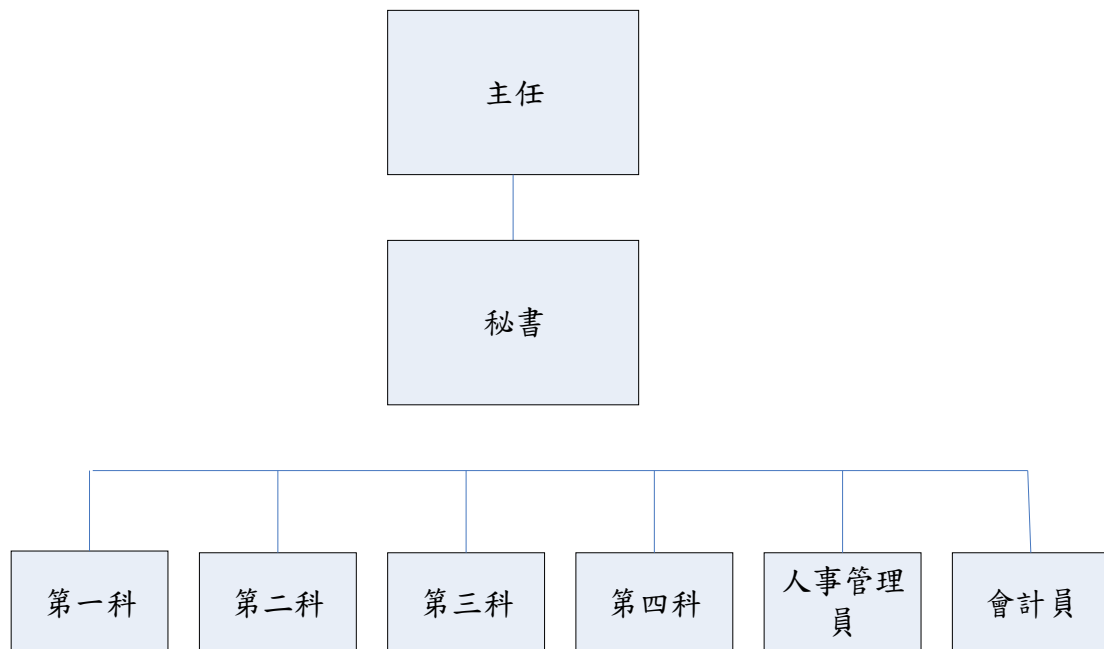 主任
秘書
第一科
第二科
第三科
第四科
人事管理
員
會計員